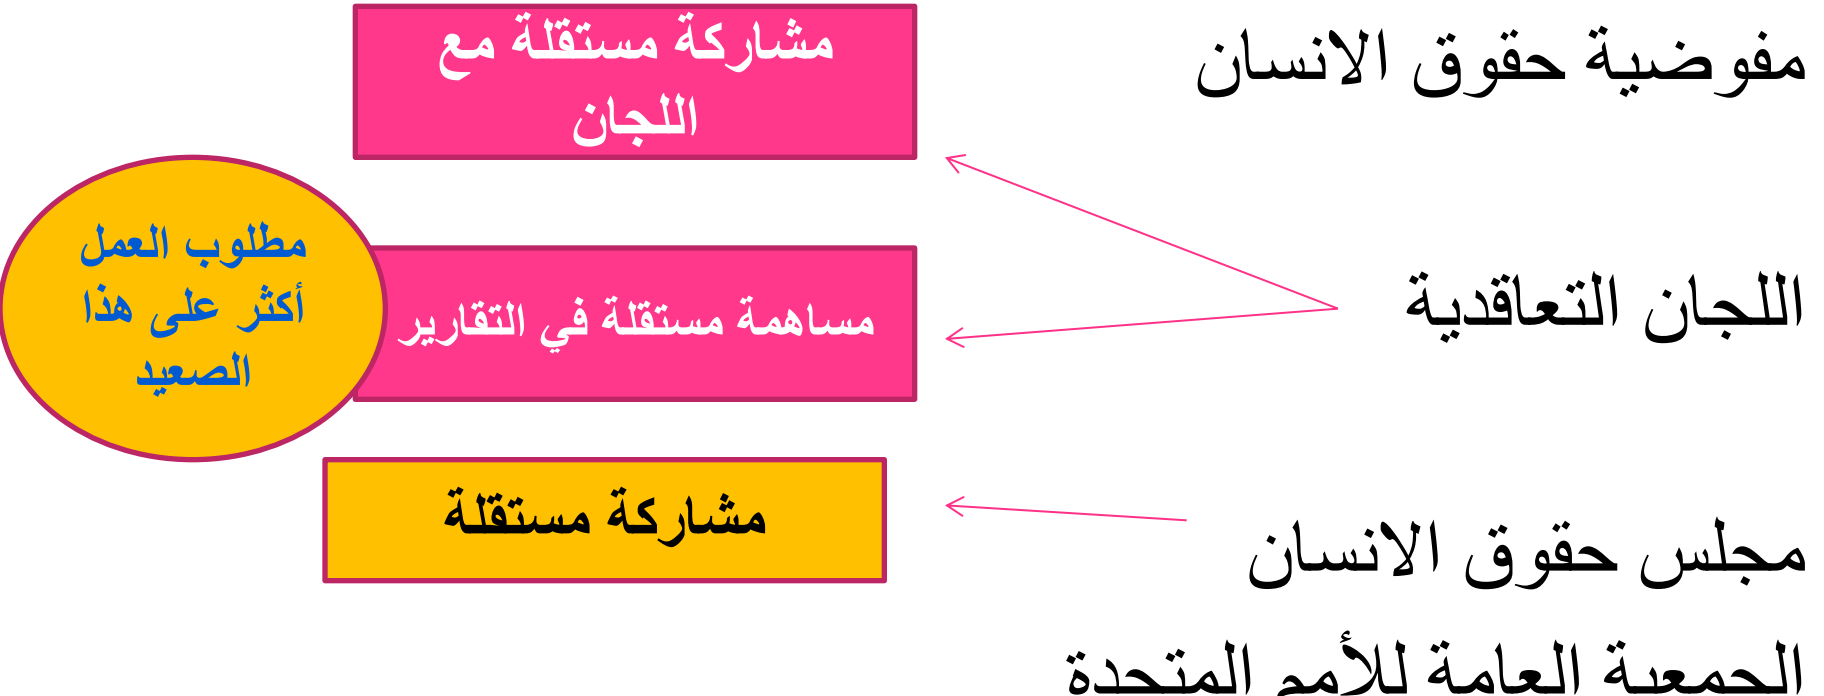 مفوضية حقوق الانسان
مشاركة مستقلة مع
اللجان
اللجان التعاقدية
مساهمة مستقلة في التقارير
مطلوب العمل
أكثر على هذا
الصعيد
مجلس حقوق الانسان
مشاركة مستقلة
الجمعية العامة للأمم المتحدة